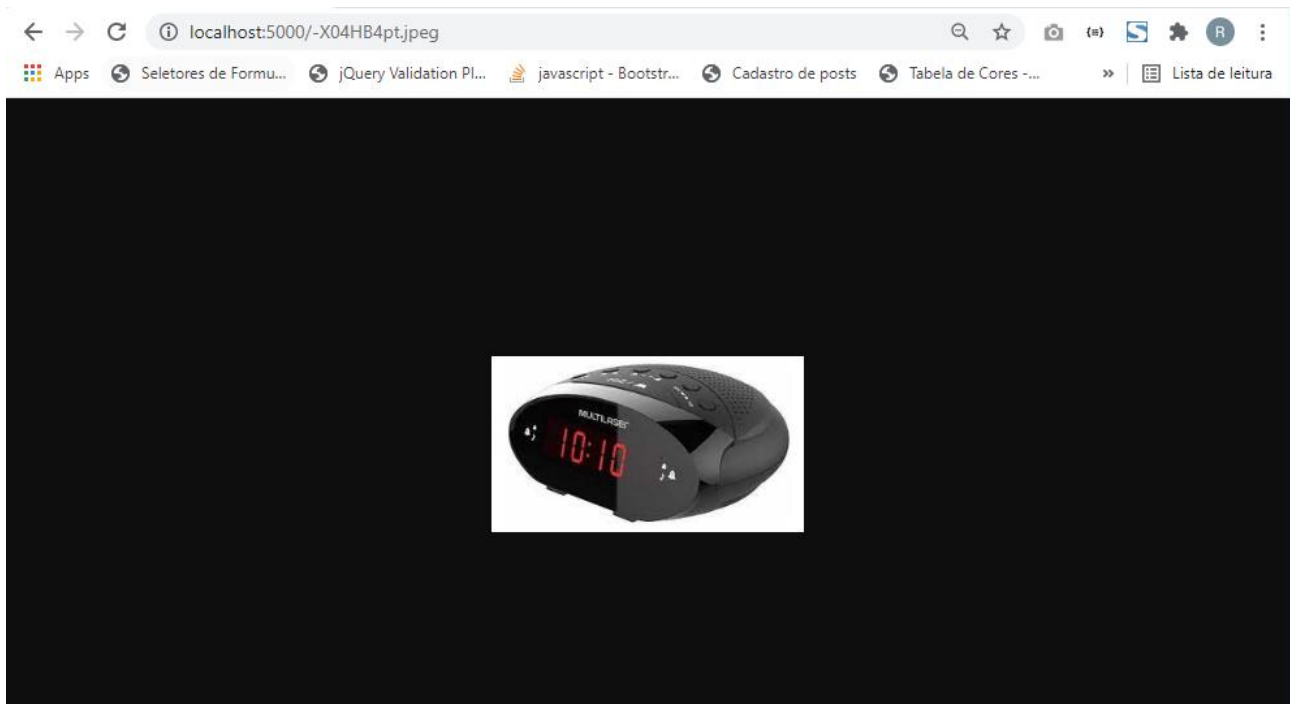 localhost:5000/-X04HB4pt.jpeg
R
Apps Seletores de Formu... jQuery Validation Pl... javascript - Bootstr... Cadastro de posts Tabela de Cores -... » Lista de leitura
MULTILASER
10:10